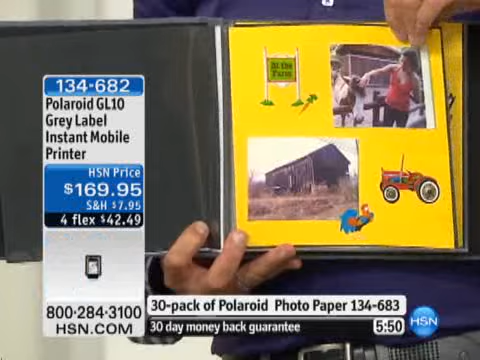 At the
Farm
134-682
Polaroid GL10
Grey Label
Instant Mobile
Printer
HSN Price
$169.95
S&H $7.95
4 flex $42.49
800-284-3100
HSN.COM
30-pack of Polaroid Photo Paper 134-683
30 day money back guarantee
5:50
HSN